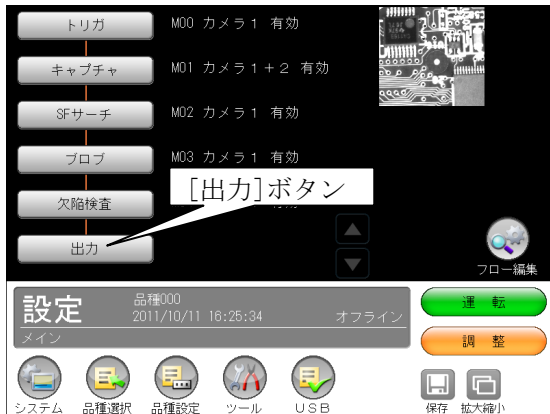 トリガ
M00 カメラ1 有効
キャプチャ
M01 カメラ1+2 有効
SFサーチ
M02 カメラ1 有効
ブロブ
M03 カメラ1 有効
[出力]ボタン
欠陥検査
出力
フロー編集
設定
品種000
2011/10/11 16:25:34
オフライン
メイン
運 転
調 整
システム
品種選択
品種設定
ツール
USB
保存
拡大縮小